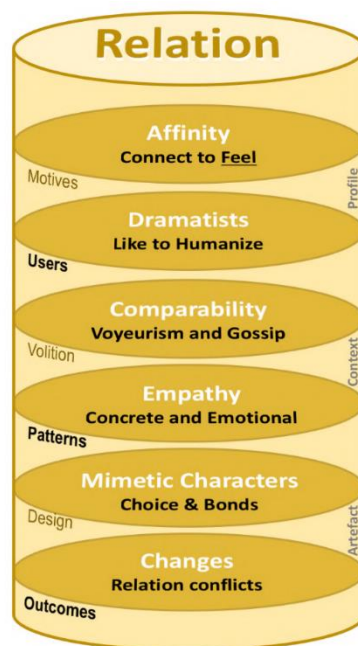 Relation
Affinity
Connect to Feel
Motives
Profile
Dramatists
Like to Humanize
Users
Comparability
Voyeurism and Gossip
Volition
Context
Empathy
Concrete and Emotional
Patterns
Mimetic Characters
Choice & Bonds
Design
Artefact
Changes
Relation conflicts
Outcomes